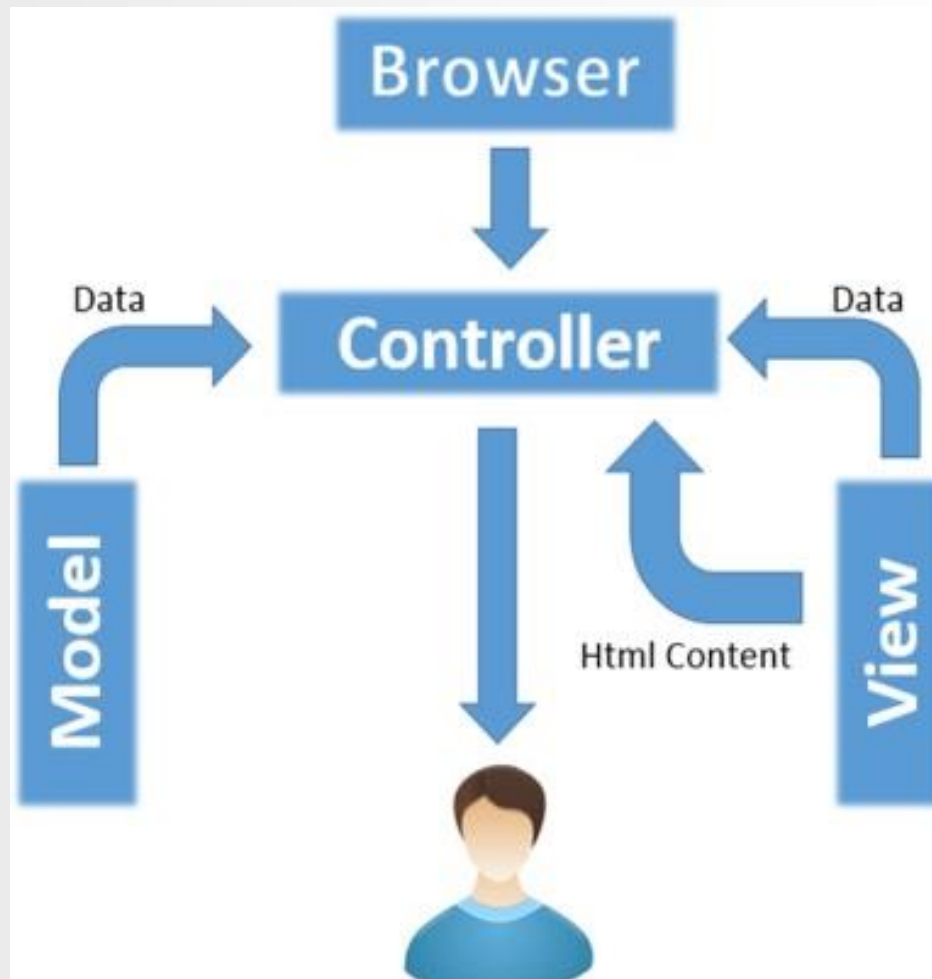 Browser
Data
Data
Controller
Model
View
Html Content